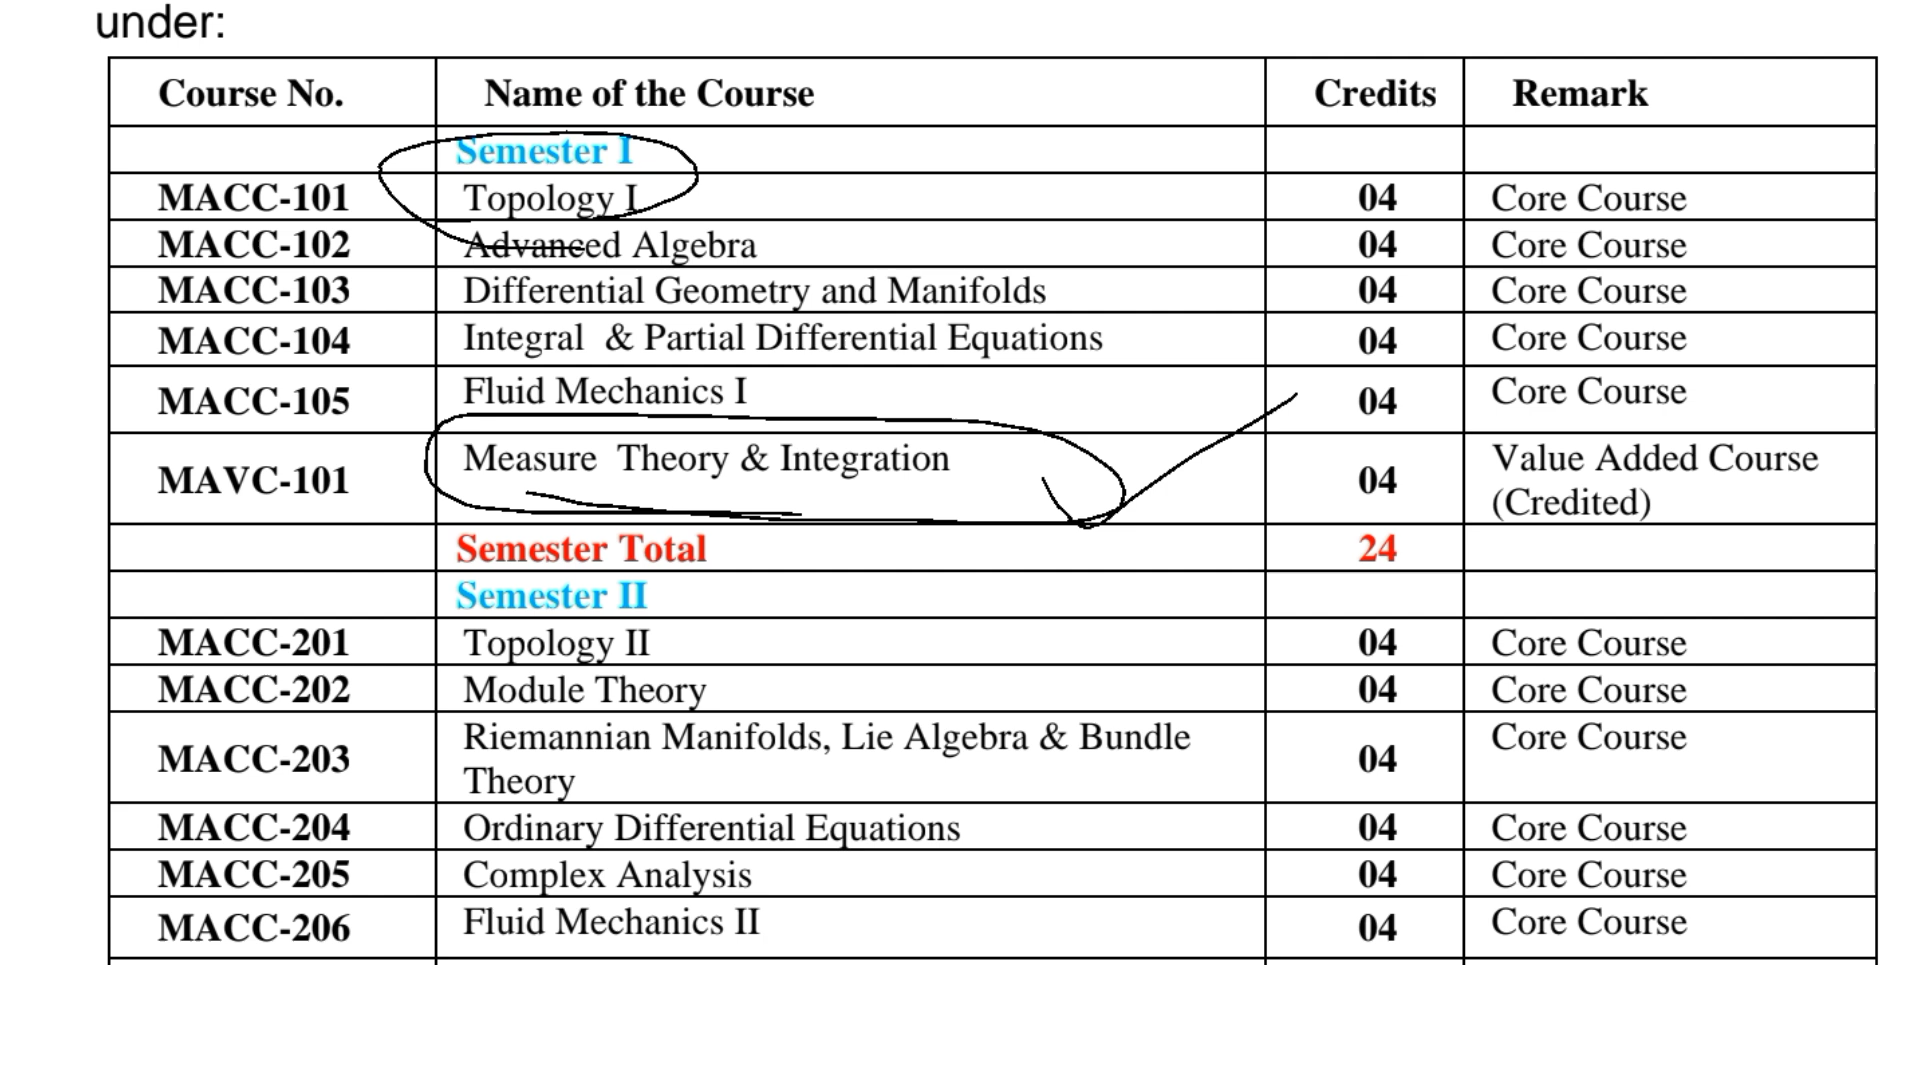 under:
Course No. Name of the Course Credits Remark
Semester I
MACC-101 Topology I 04 Core Course
MACC-102 Advanced Algebra 04 Core Course
MACC-103 Differential Geometry and Manifolds 04 Core Course
MACC-104 Integral & Partial Differential Equations 04 Core Course
MACC-105 Fluid Mechanics I 04 Core Course
MAVC-101 Measure Theory & Integration 04 Value Added Course
(Credited)
Semester Total 24
Semester II
MACC-201 Topology II 04 Core Course
MACC-202 Module Theory 04 Core Course
MACC-203 Riemannian Manifolds, Lie Algebra & Bundle 04 Core Course
Theory
MACC-204 Ordinary Differential Equations 04 Core Course
MACC-205 Complex Analysis 04 Core Course
MACC-206 Fluid Mechanics II 04 Core Course